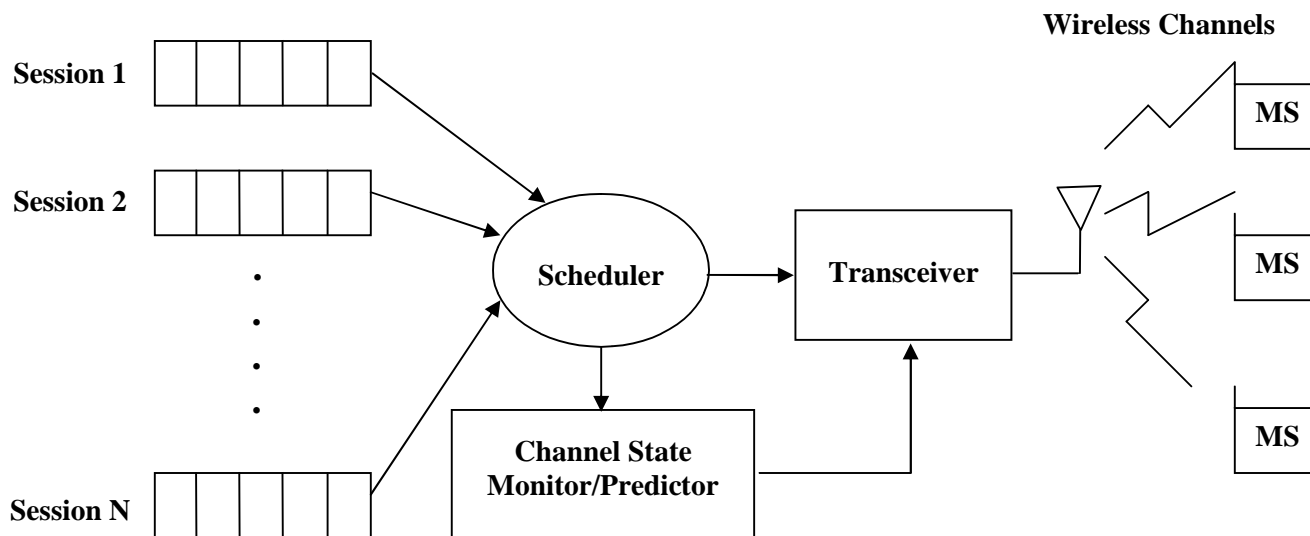 Wireless Channels
Session 1
MS
Session 2
Scheduler
Transceiver
MS
Channel State
Monitor/Predictor
MS
Session N